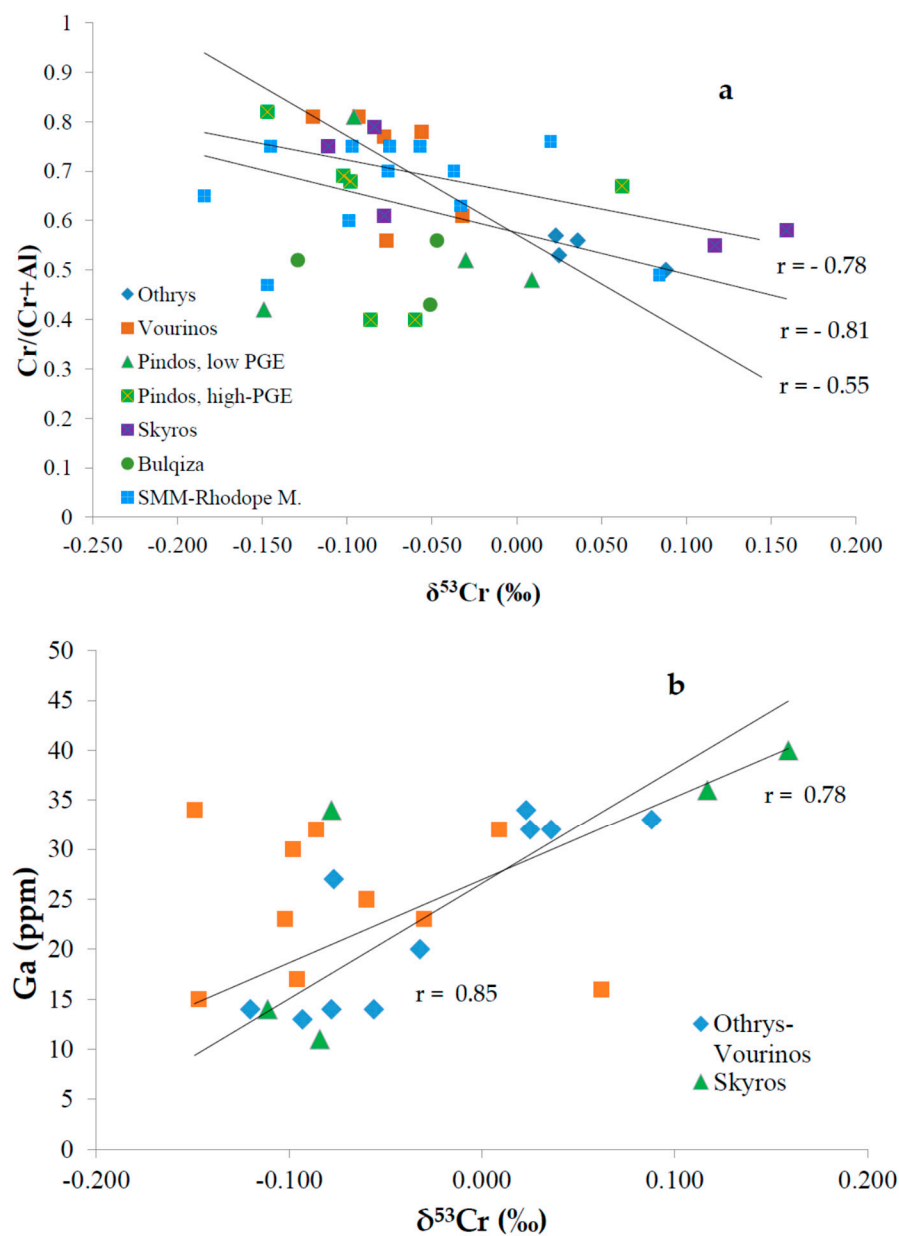 a
Cr/(Cr+Al)
1
0.9
0.8
0.7
0.6
0.5
0.4
0.3
0.2
0.1
0
r = - 0.78
r = - 0.81
r = - 0.55
Othrys
Vourinos
Pindos, low PGE
Pindos, high-PGE
Skyros
Bulqiza
SMM-Rhodope M.
-0.250 -0.200 -0.150 -0.100 -0.050 0.000 0.050 0.100 0.150 0.200
δ⁵³Cr (‰)
b
Ga (ppm)
50
45
40
35
30
25
20
15
10
5
0
r = 0.78
r = 0.85
Othrys-
Vourinos
Skyros
-0.200 -0.100 0.000 0.100 0.200
δ⁵³Cr (‰)